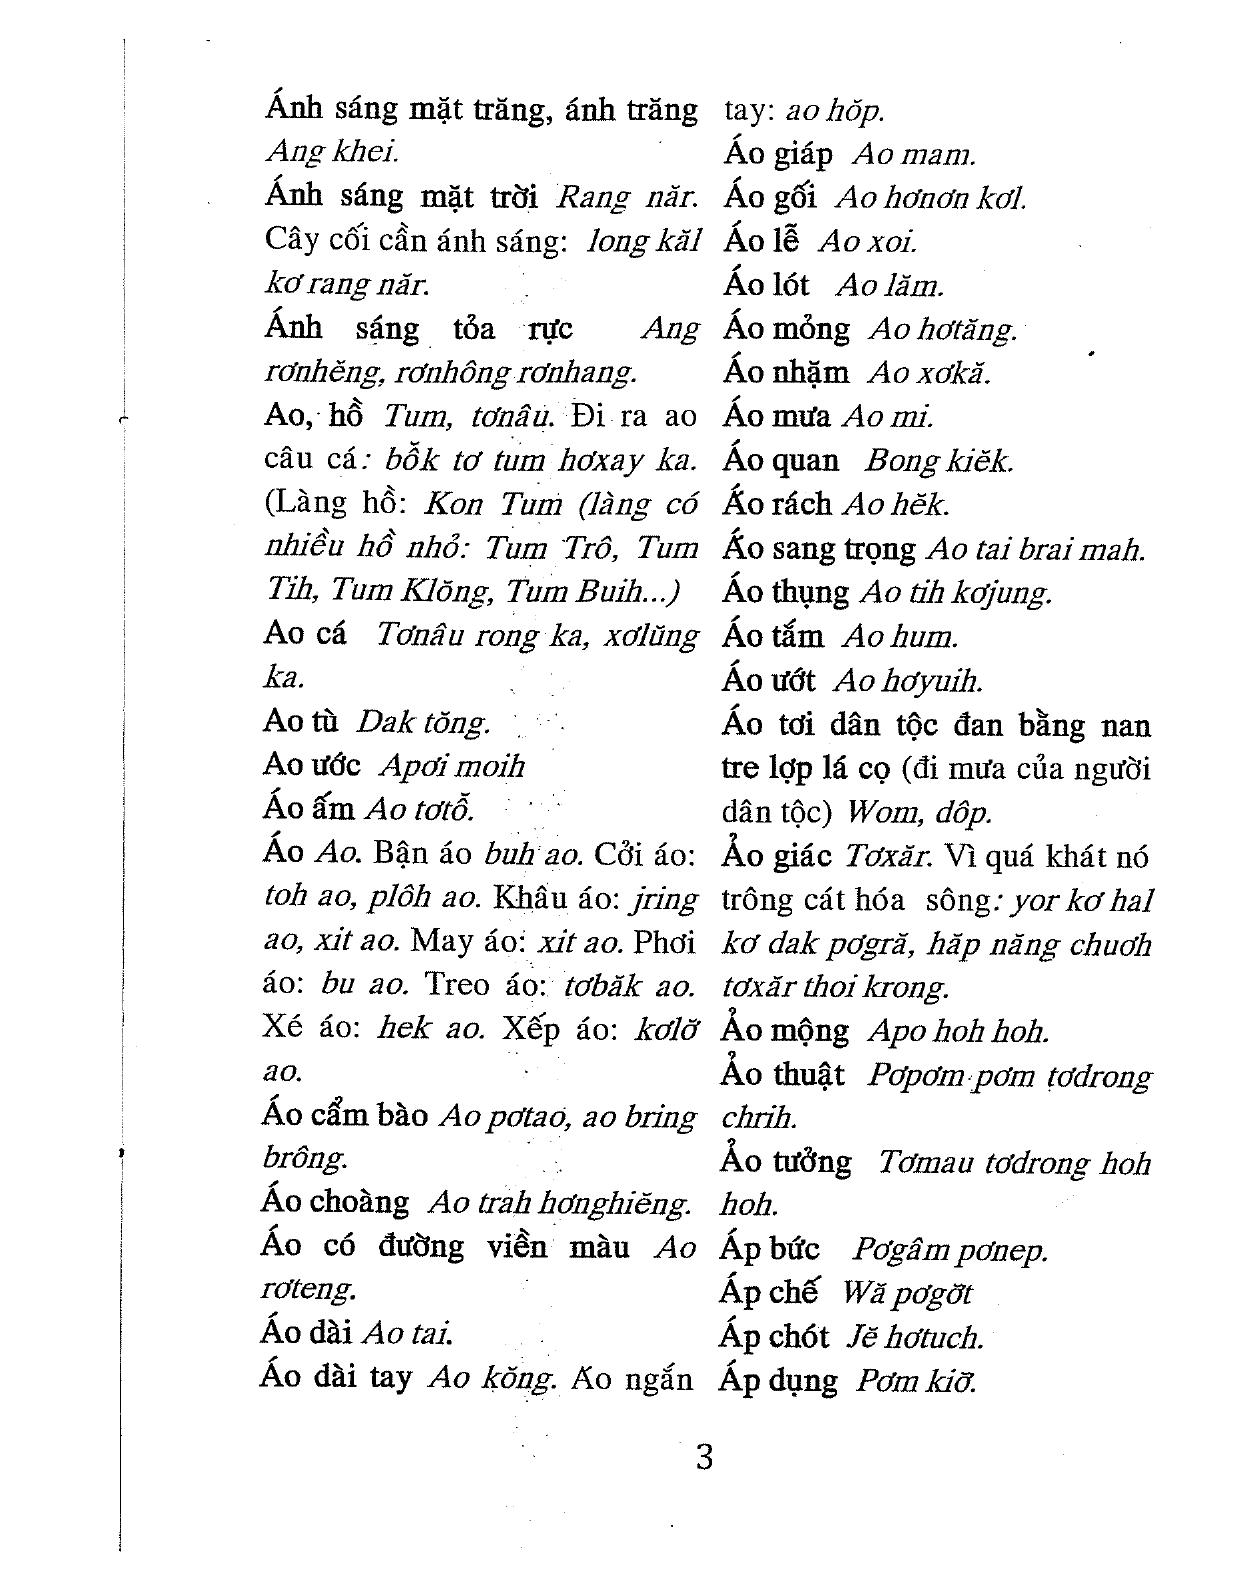 Ánh sáng mặt trăng, ánh trăng
Ang khei.
Ánh sáng mặt trời Rang năr.
Cây cối cần ánh sáng: long kăl
kơ rang năr.
Ánh sáng tỏa rực Ang
rơnhĕng, rơnhông rơnhang.
Ao, hồ Tum, tơnâu. Đi ra ao
câu cá: bô̆k tơ tum hơxay ka.
(Làng hồ: Kon Tum (làng có
nhiều hồ nhỏ: Tum Trô, Tum
Tih, Tum Klŏng, Tum Buih...)
Ao cá Tơnâu rong ka, xơlŭng
ka.
Ao tù Dak tŏng.
Ao ước Apơi moih
Áo ấm Ao tơtô̆.
Áo Ao. Bận áo buh ao. Cởi áo:
toh ao, plôh ao. Khâu áo: jring
ao, xit ao. May áo: xit ao. Phơi
áo: bu ao. Treo áo: tơbăk ao.
Xé áo: hek ao. Xếp áo: kơlơ̆
ao.
Áo cẩm bào Ao pơtao, ao bring
brông.
Áo choàng Ao trah hơnghiĕng.
Áo có đường viền màu Ao
rơteng.
Áo dài Ao tai.
Áo dài tay Ao kŏng. Áo ngắn
tay: ao hŏp.
Áo giáp Ao mam.
Áo gối Ao hơnơn kơl.
Áo lễ Ao xoi.
Áo lót Ao lăm.
Áo mỏng Ao hơtăng.
Áo nhặm Ao xơkă.
Áo mưa Ao mi.
Áo quan Bong kiĕk.
Áo rách Ao hĕk.
Áo sang trọng Ao tai brai mah.
Áo thụng Ao tih kơjung.
Áo tắm Ao hum.
Áo ướt Ao hơyuih.
Áo tơi dân tộc đan bằng nan
tre lợp lá cọ (đi mưa của người
dân tộc) Wom, dôp.
Ảo giác Tơxăr. Vì quá khát nó
trông cát hóa sông: yor kơ hal
kơ dak pơgră, hăp năng chuơh
tơxăr thoi krong.
Ảo mộng Apo hoh hoh.
Ảo thuật Pơpơm pơm tơdrong
chrih.
Ảo tưởng Tơmau tơdrong hoh
hoh.
Áp bức Pơgâm pơnep.
Áp chế Wă pơgơ̆t
Áp chót Jĕ hơtuch.
Áp dụng Pơm kiơ̆.
3